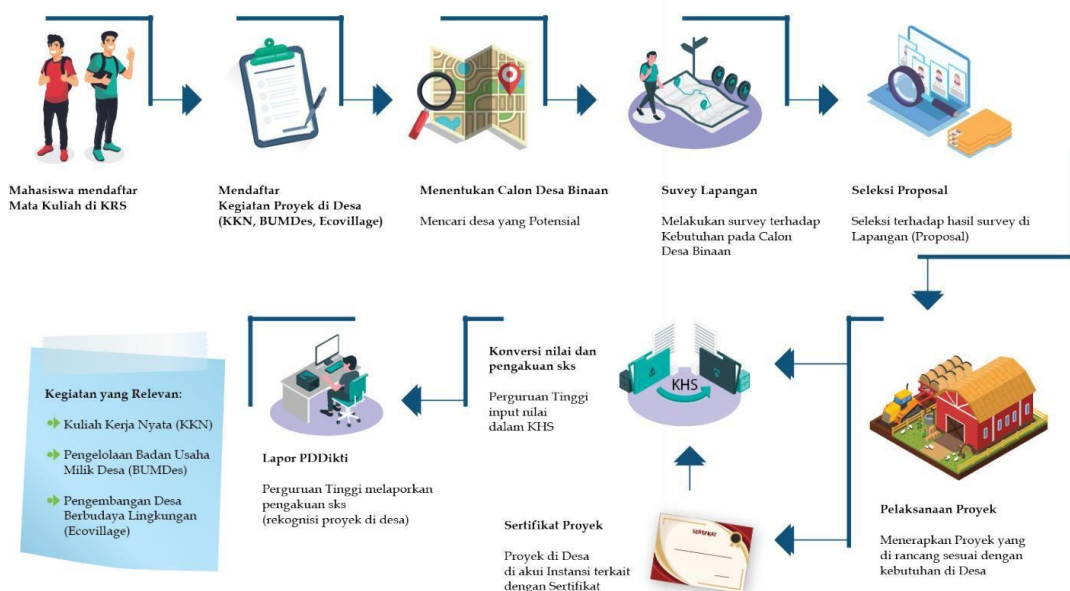 Mahasiswa mendaftar
Mata Kuliah di KRS
Mendaftar
Kegiatan Proyek di Desa
(KKN, BUMDes, Ecovillage)
Menentukan Calon Desa Binaan
Mencari desa yang Potensial
Suvey Lapangan
Melakukan survey terhadap
Kebutuhan pada Calon
Desa Binaan
Seleksi Proposal
Seleksi terhadap hasil survey di
Lapangan (Proposal)
Pelaksanaan Proyek
Menerapkan Proyek yang
di rancang sesuai dengan
kebutuhan di Desa
KHS
Konversi nilai dan
pengakuan sks
Perguruan Tinggi
input nilai
dalam KHS
SERTIFIKAT
Sertifikat Proyek
Proyek di Desa
di akui Instansi terkait
dengan Sertifikat
Lapor PDDikti
Perguruan Tinggi melaporkan
pengakuan sks
(rekognisi proyek di desa)
Kegiatan yang Relevan:
Kuliah Kerja Nyata (KKN)
Pengelolaan Badan Usaha
Milik Desa (BUMDes)
Pengembangan Desa
Berbudaya Lingkungan
(Ecovillage)